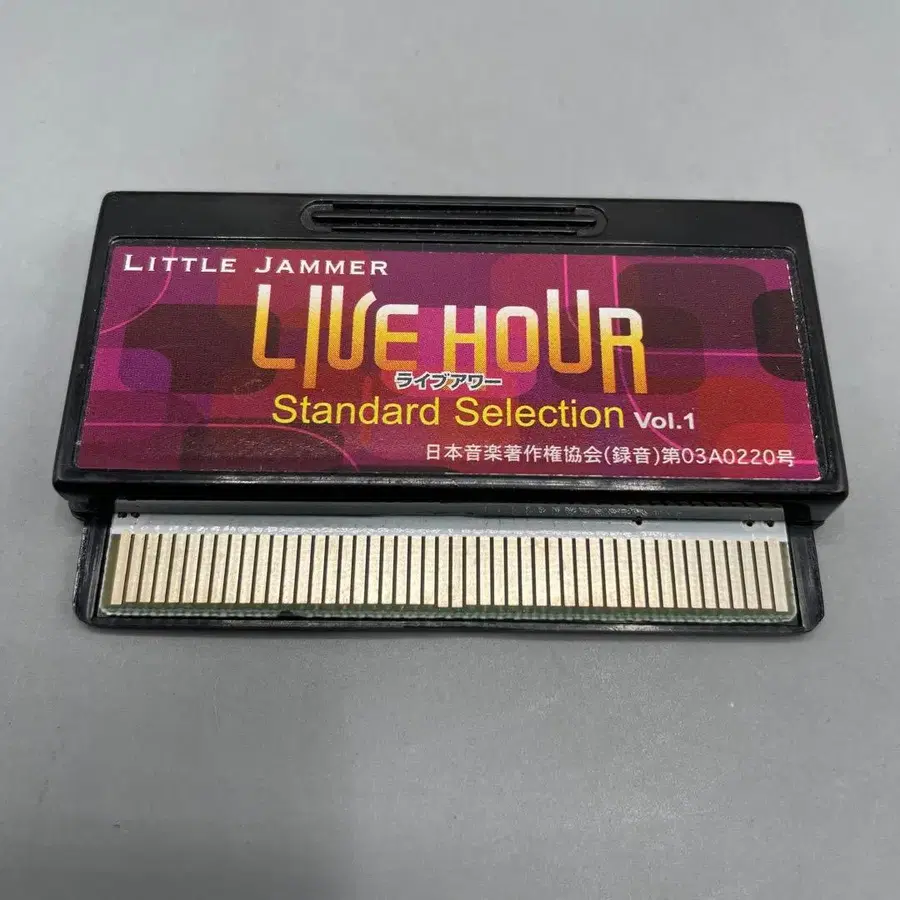 LITTLE JAMMER
LIVE HOUR
ライブアワー
Standard Selection Vol.1
日本音楽著作権協会(録音)第03A0220号